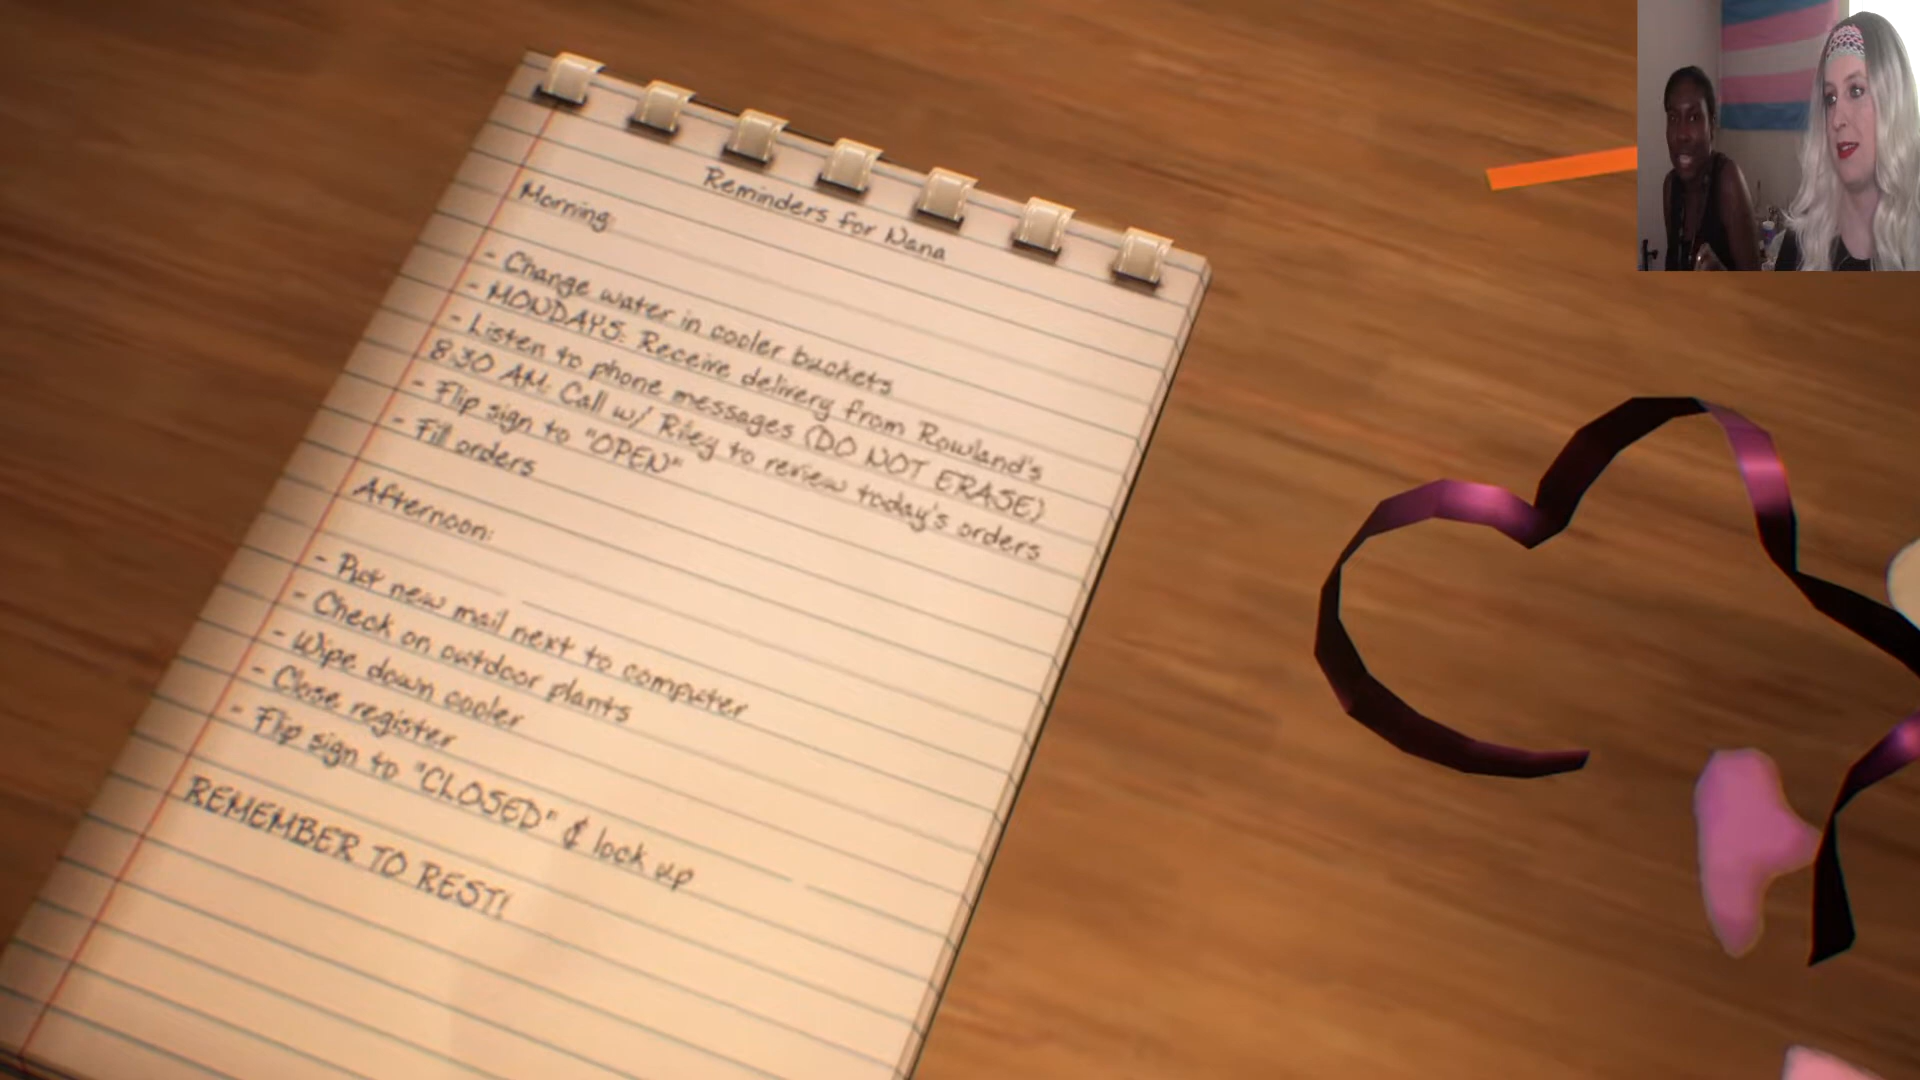 Reminders for Nana
Morning:
- Change water in cooler buckets
- MONDAYS: Receive delivery from Rowland's
- Listen to phone messages (DO NOT ERASE)
8:30 AM: Call w/ Riley to review today's orders
- Flip sign to "OPEN"
- Fill orders
Afternoon:
- Put new mail next to computer
- Check on outdoor plants
- Wipe down cooler
- Close register
- Flip sign to "CLOSED" & lock up
REMEMBER TO REST!